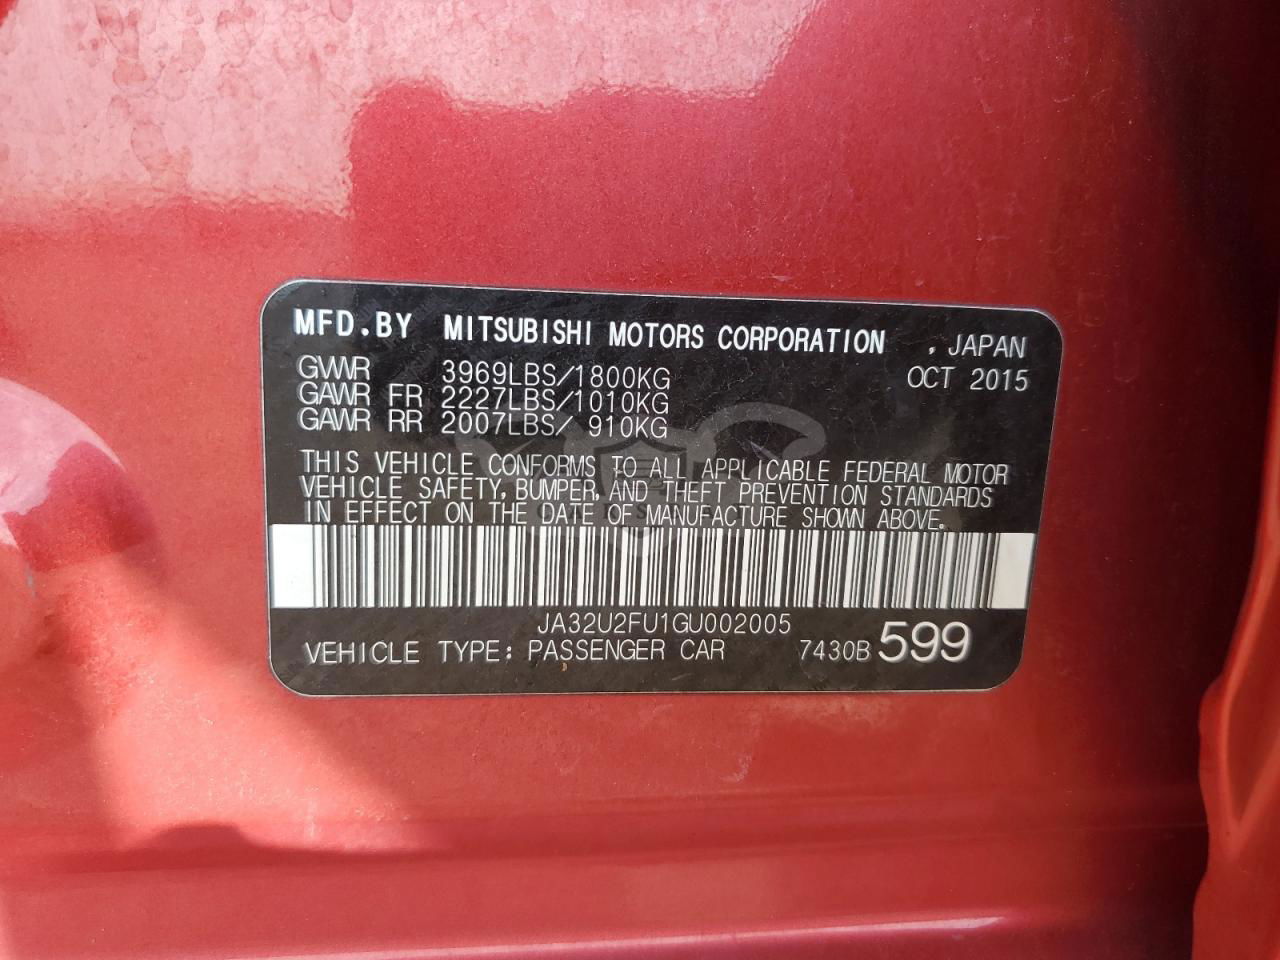 MFD.BY MITSUBISHI MOTORS CORPORATION , JAPAN
GVWR 3969LBS/1800KG OCT 2015
GAWR FR 2227LBS/1010KG
GAWR RR 2007LBS/ 910KG
THIS VEHICLE CONFORMS TO ALL APPLICABLE FEDERAL MOTOR
VEHICLE SAFETY, BUMPER, AND THEFT PREVENTION STANDARDS
IN EFFECT ON THE DATE OF MANUFACTURE SHOWN ABOVE.
JA32U2FU1GU002005
VEHICLE TYPE: PASSENGER CAR 7430B 599